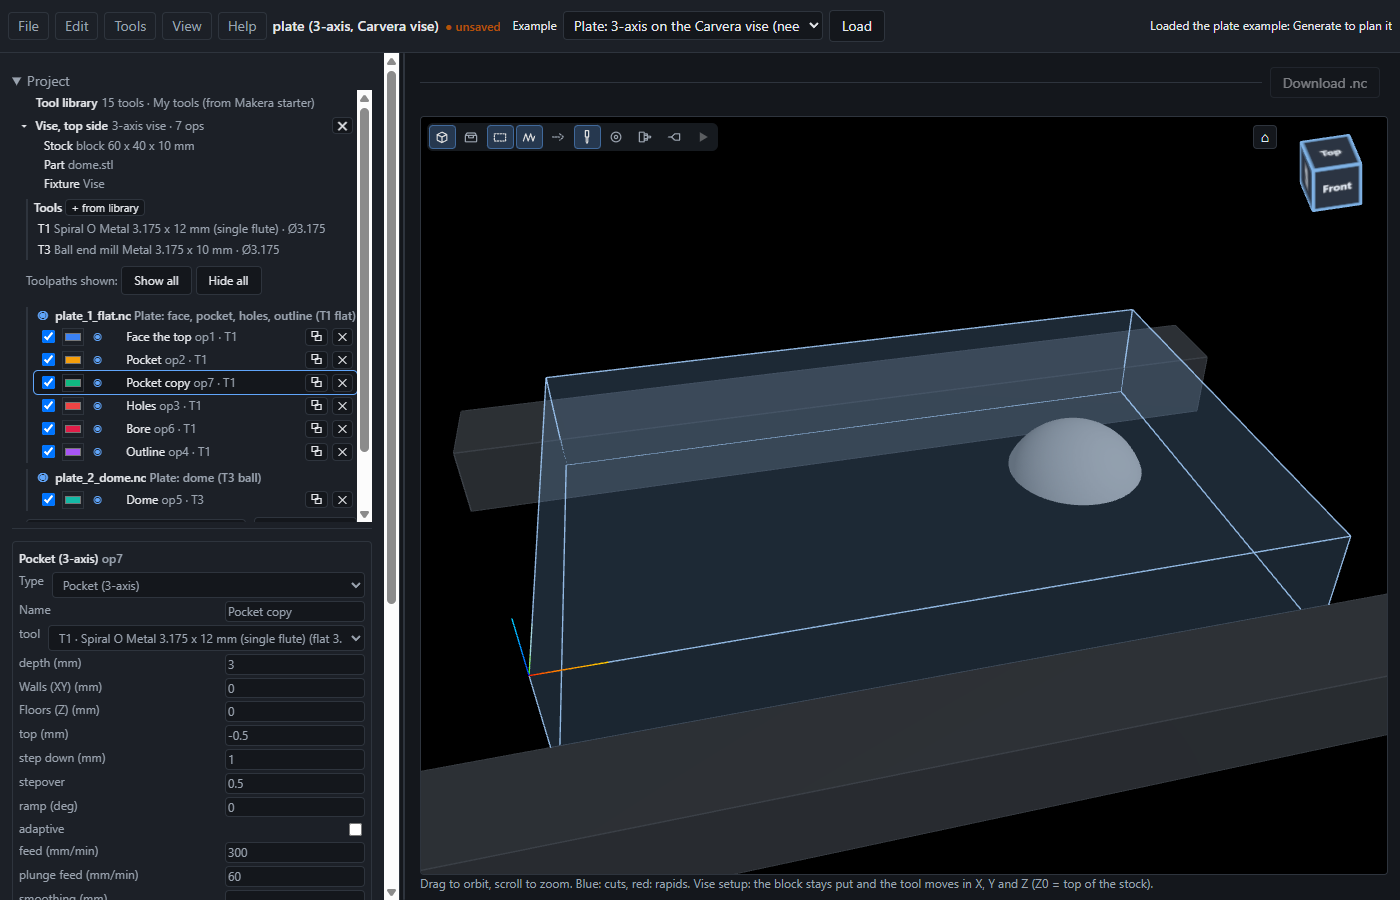 File Edit Tools View Help plate (3-axis, Carvera vise) • unsaved Example Plate: 3-axis on the Carvera vise (nee Load Loaded the plate example: Generate to plan it
Download .nc
▼ Project
Tool library 15 tools · My tools (from Makera starter)
Vise, top side 3-axis vise · 7 ops
Stock block 60 x 40 x 10 mm
Part dome.stl
Fixture Vise
Tools + from library
T1 Spiral O Metal 3.175 x 12 mm (single flute) · Ø3.175
T3 Ball end mill Metal 3.175 x 10 mm · Ø3.175
Toolpaths shown: Show all Hide all
plate_1_flat.nc Plate: face, pocket, holes, outline (T1 flat)
Face the top op1 · T1
Pocket op2 · T1
Pocket copy op7 · T1
Holes op3 · T1
Bore op6 · T1
Outline op4 · T1
plate_2_dome.nc Plate: dome (T3 ball)
Dome op5 · T3
Pocket (3-axis) op7
Type Pocket (3-axis)
Name Pocket copy
tool T1 · Spiral O Metal 3.175 x 12 mm (single flute) (flat 3.
depth (mm) 3
Walls (XY) (mm) 0
Floors (Z) (mm) 0
top (mm) -0.5
step down (mm) 1
stepover 0.5
ramp (deg) 0
adaptive
feed (mm/min) 300
plunge feed (mm/min) 60
smoothing (mm)
Top
Front
Drag to orbit, scroll to zoom. Blue: cuts, red: rapids. Vise setup: the block stays put and the tool moves in X, Y and Z (Z0 = top of the stock).